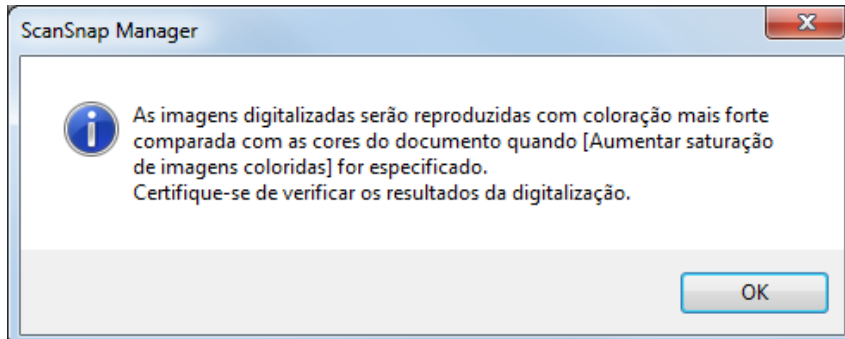 ScanSnap Manager
As imagens digitalizadas serão reproduzidas com coloração mais forte
comparada com as cores do documento quando [Aumentar saturação
de imagens coloridas] for especificado.
Certifique-se de verificar os resultados da digitalização.
OK